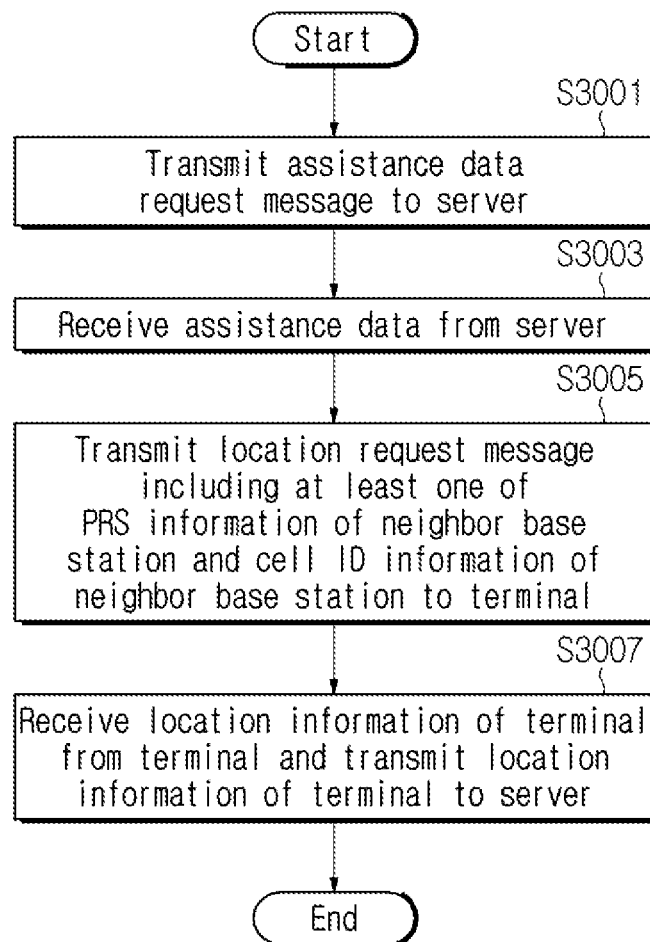 Start
S3001
Transmit assistance data
request message to server
S3003
Receive assistance data from server
S3005
Transmit location request message
including at least one of
PRS information of neighbor base
station and cell ID information of
neighbor base station to terminal
S3007
Receive location information of terminal
from terminal and transmit location
information of terminal to server
End